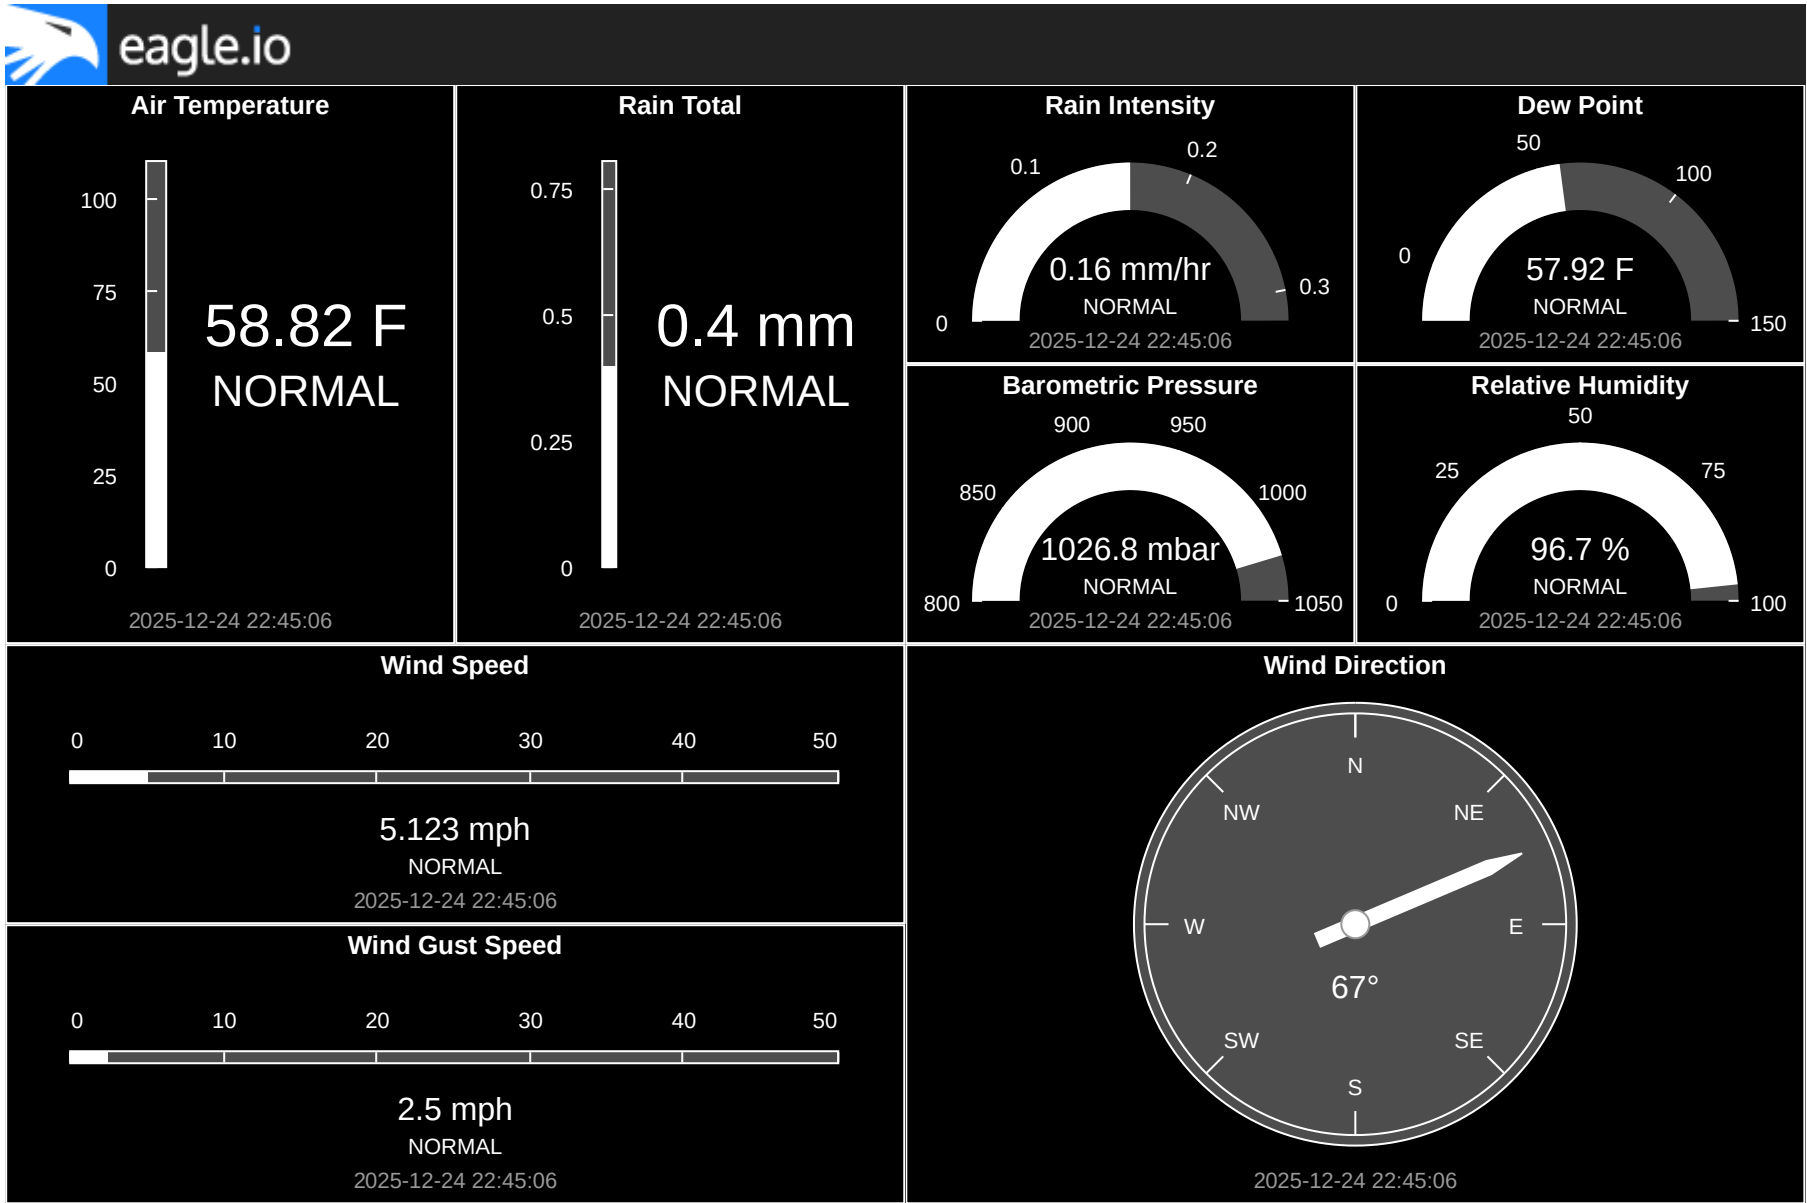 eagle.io
Air Temperature
100
75
50
25
0
58.82 F
NORMAL
2025-12-24 22:45:06
Rain Total
0.75
0.5
0.25
0
0.4 mm
NORMAL
2025-12-24 22:45:06
Rain Intensity
0
0.1
0.2
0.3
0.16 mm/hr
NORMAL
2025-12-24 22:45:06
Dew Point
0
50
100
150
57.92 F
NORMAL
2025-12-24 22:45:06
Barometric Pressure
800
850
900
950
1000
1050
1026.8 mbar
NORMAL
2025-12-24 22:45:06
Relative Humidity
0
25
50
75
100
96.7 %
NORMAL
2025-12-24 22:45:06
Wind Speed
0 10 20 30 40 50
5.123 mph
NORMAL
2025-12-24 22:45:06
Wind Gust Speed
0 10 20 30 40 50
2.5 mph
NORMAL
2025-12-24 22:45:06
Wind Direction
N
NW NE
W E
67°
SW SE
S
2025-12-24 22:45:06